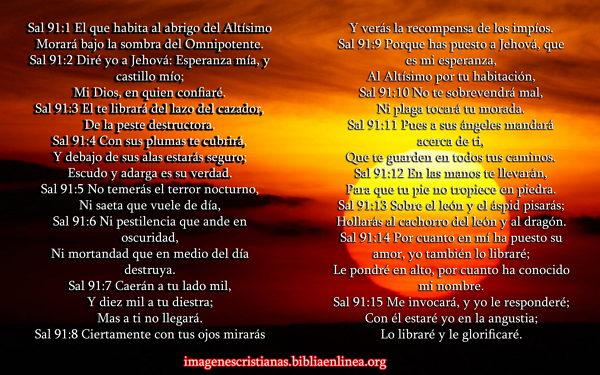 Sal 91:1 El que habita al abrigo del Altísimo
Morará bajo la sombra del Omnipotente.
Sal 91:2 Diré yo a Jehová: Esperanza mía, y
castillo mío;
Mi Dios, en quien confiaré.
Sal 91:3 El te librará del lazo del cazador,
De la peste destructora.
Sal 91:4 Con sus plumas te cubrirá,
Y debajo de sus alas estarás seguro;
Escudo y adarga es su verdad.
Sal 91:5 No temerás el terror nocturno,
Ni saeta que vuele de día,
Sal 91:6 Ni pestilencia que ande en
oscuridad,
Ni mortandad que en medio del día
destruya.
Sal 91:7 Caerán a tu lado mil,
Y diez mil a tu diestra;
Mas a ti no llegará.
Sal 91:8 Ciertamente con tus ojos mirarás
Y verás la recompensa de los impíos.
Sal 91:9 Porque has puesto a Jehová, que
es mi esperanza,
Al Altísimo por tu habitación,
Sal 91:10 No te sobrevendrá mal,
Ni plaga tocará tu morada.
Sal 91:11 Pues a sus ángeles mandará
acerca de ti,
Que te guarden en todos tus caminos.
Sal 91:12 En las manos te llevarán,
Para que tu pie no tropiece en piedra.
Sal 91:13 Sobre el león y el áspid pisarás;
Hollarás al cachorro del león y al dragón.
Sal 91:14 Por cuanto en mí ha puesto su
amor, yo también lo libraré;
Le pondré en alto, por cuanto ha conocido
mi nombre.
Sal 91:15 Me invocará, y yo le responderé;
Con él estaré yo en la angustia;
Lo libraré y le glorificaré.
imagenescristianas.bibliaenlinea.org